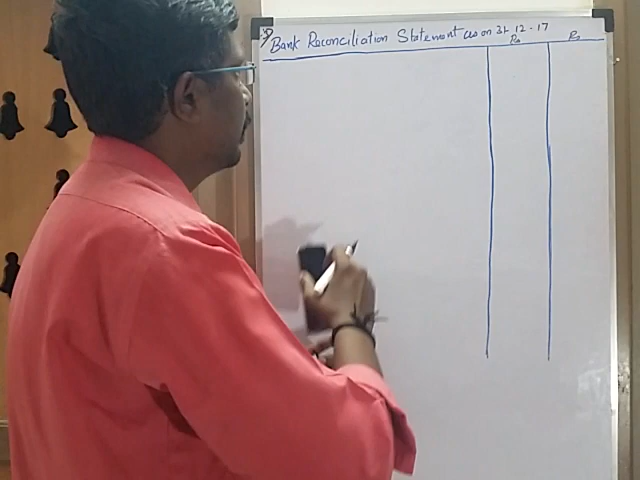 Bank Reconciliation Statement as on 31-12-17
Rs Rs